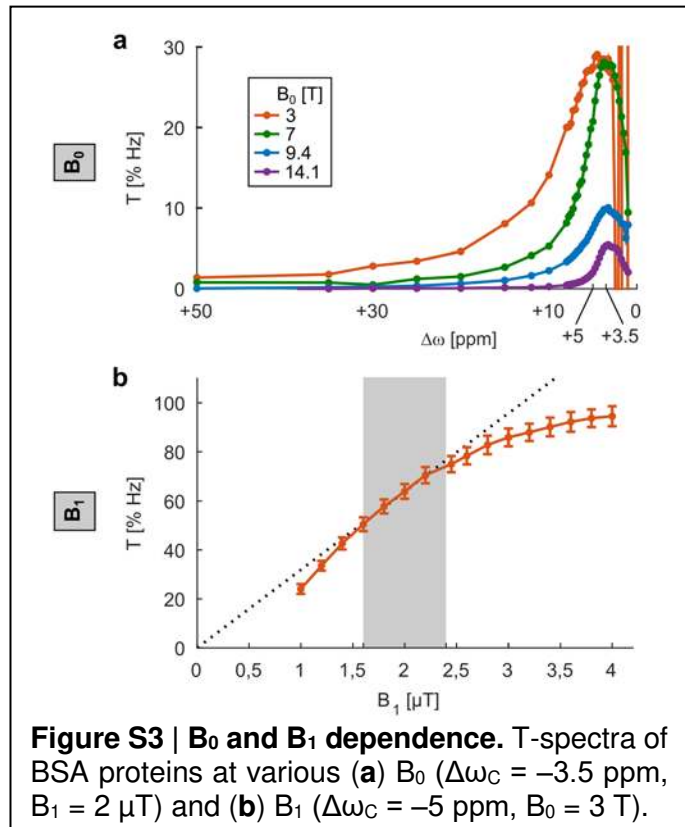 a
30
20
10
0
T [% Hz]
B₀
B₀ [T]
3
7
9.4
14.1
+50
+30
+10
0
+5
+3.5
Δω [ppm]
b
100
80
60
40
20
0
T [% Hz]
B₁
0
0,5
1
1,5
2
2,5
3
3,5
4
B₁ [µT]
Figure S3 | B₀ and B₁ dependence. T-spectra of
BSA proteins at various (a) B₀ (Δω_C = –3.5 ppm,
B₁ = 2 µT) and (b) B₁ (Δω_C = –5 ppm, B₀ = 3 T).